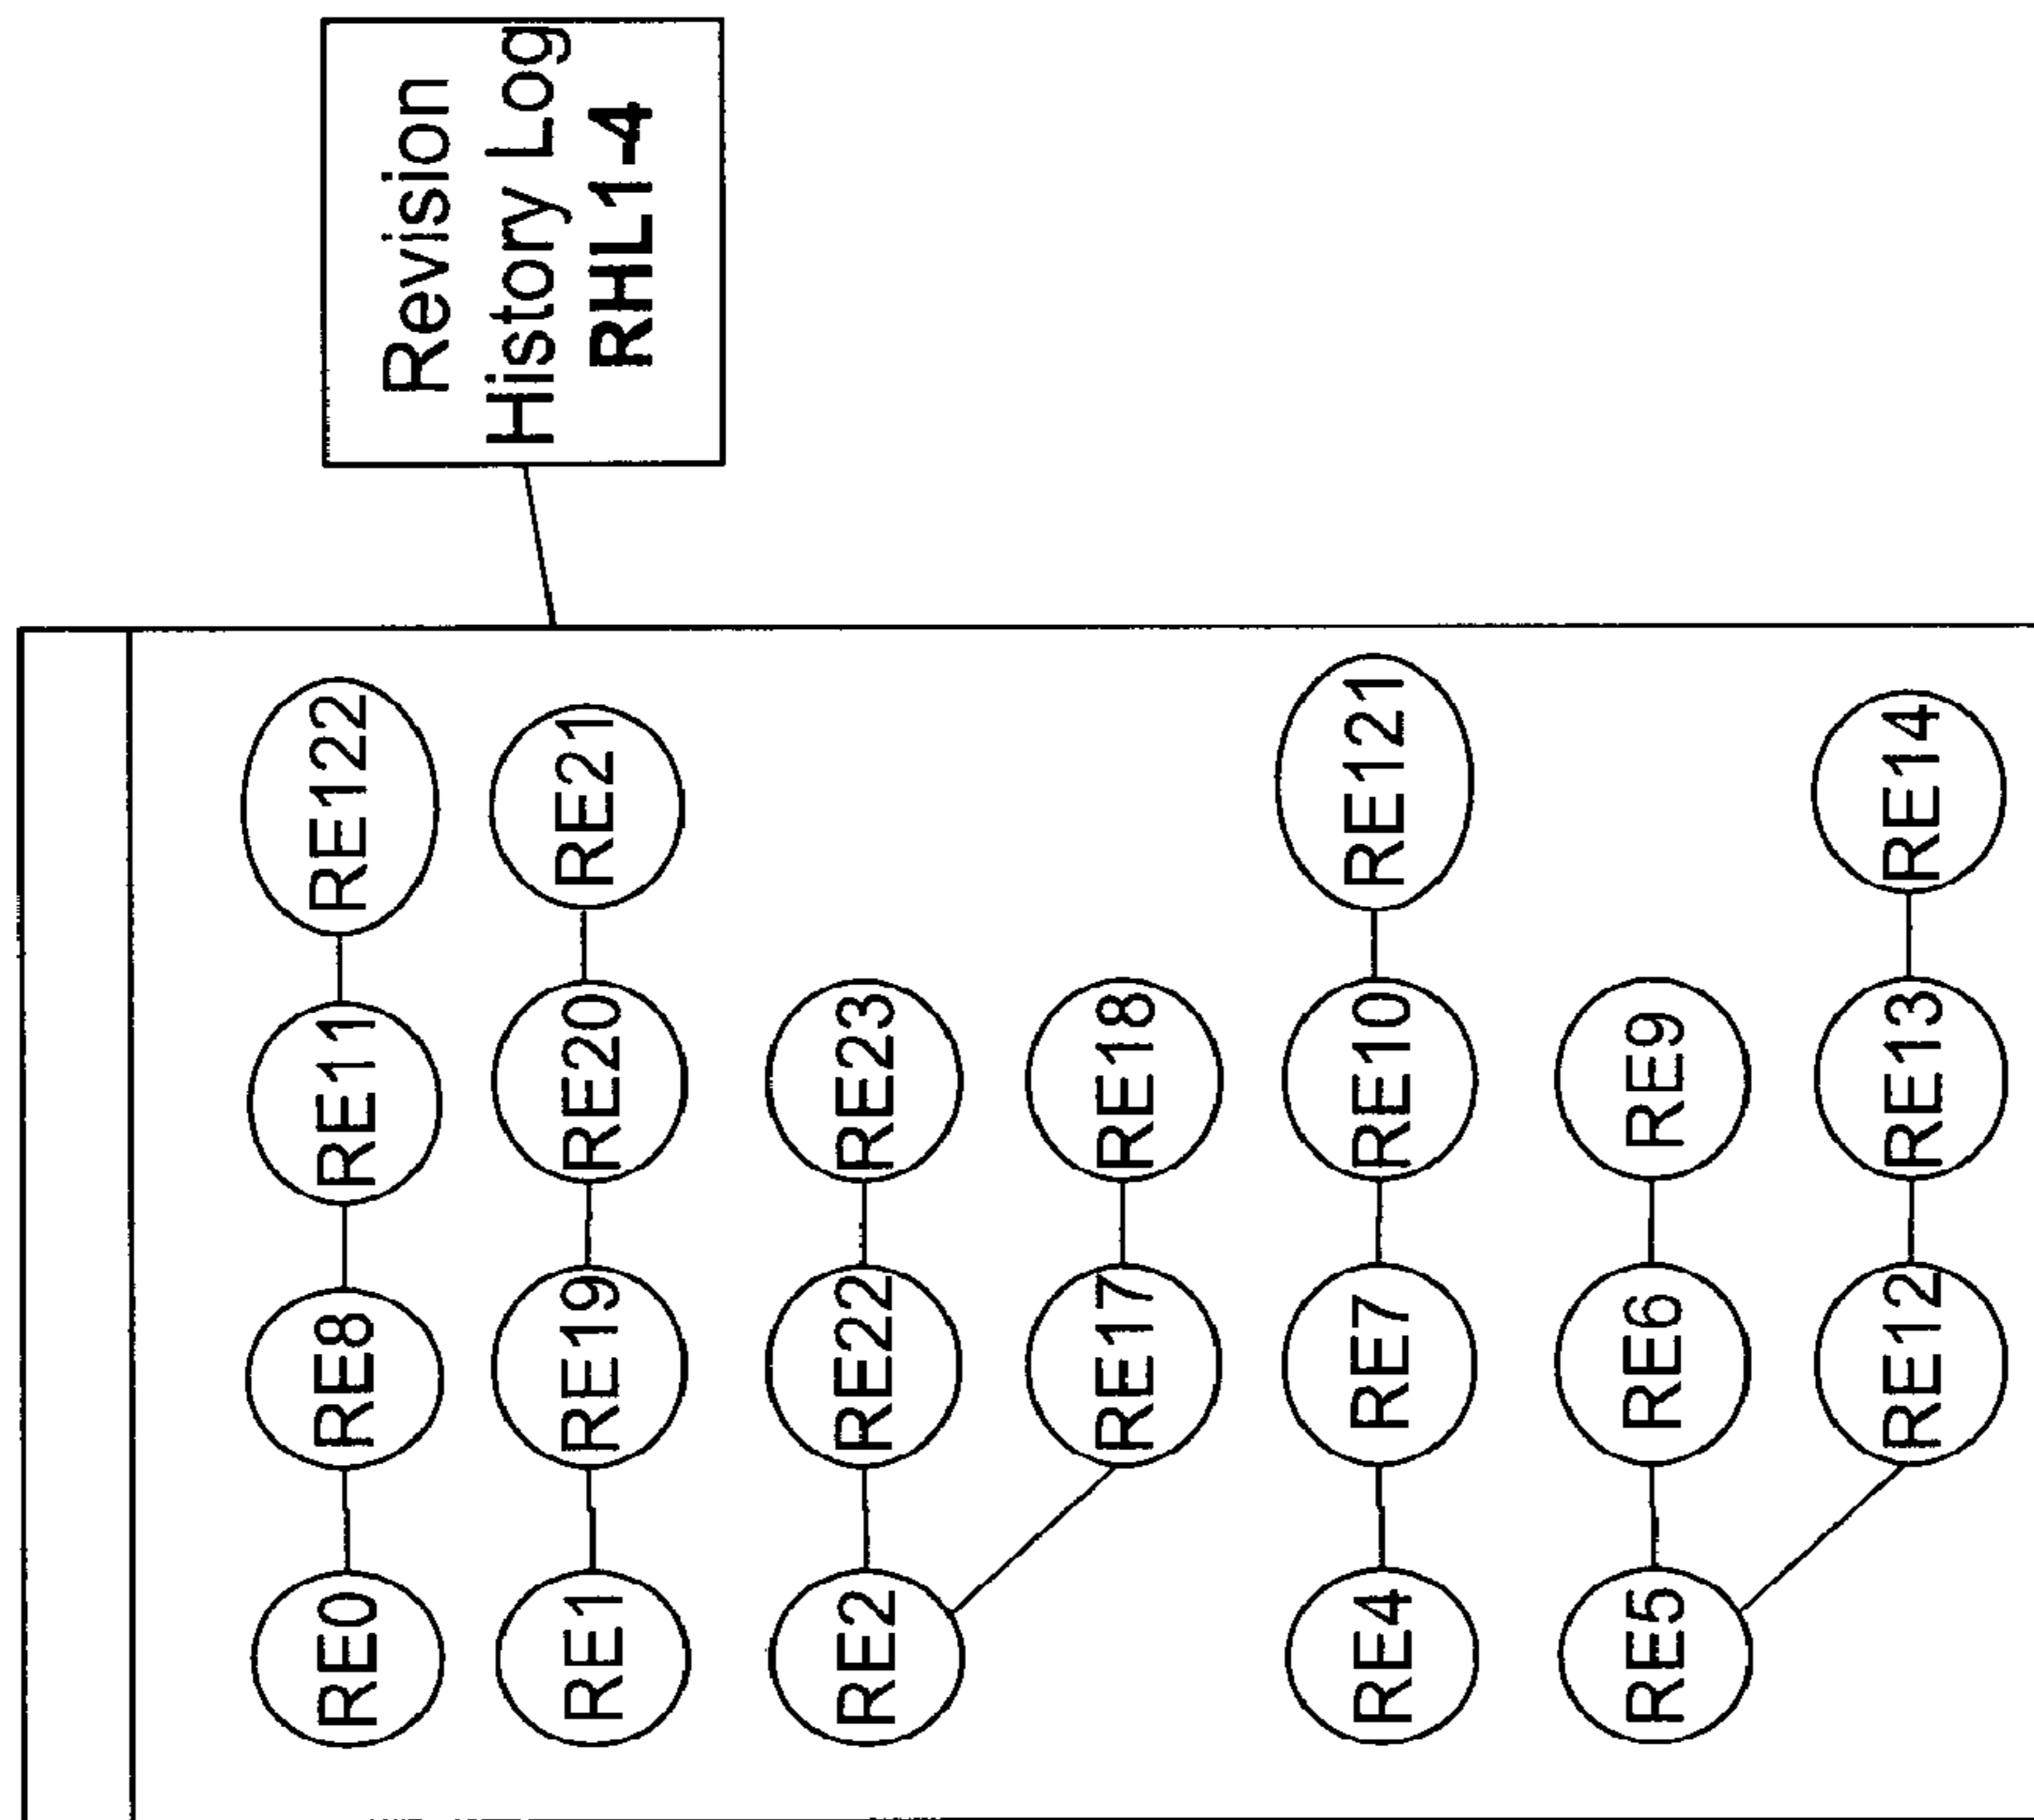 Revision
History Log
RHL1-4
RE0
RE8
RE11
RE122
RE1
RE19
RE20
RE21
RE2
RE22
RE23
RE17
RE18
RE4
RE7
RE10
RE121
RE5
RE6
RE9
RE12
RE13
RE14